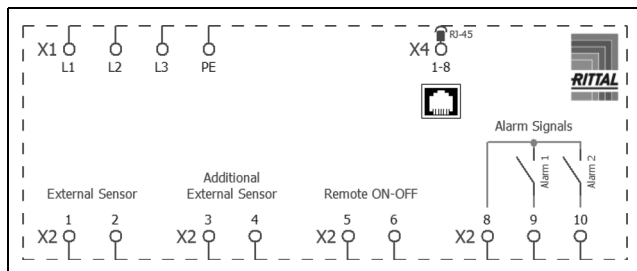 X1 L1 L2 L3 PE
X4 RJ-45
1-8
RITTAL
Alarm Signals
Alarm 1
Alarm 2
External Sensor
Additional
External Sensor
Remote ON-OFF
X2 1 2
X2 3 4
X2 5 6
X2 8 9 10